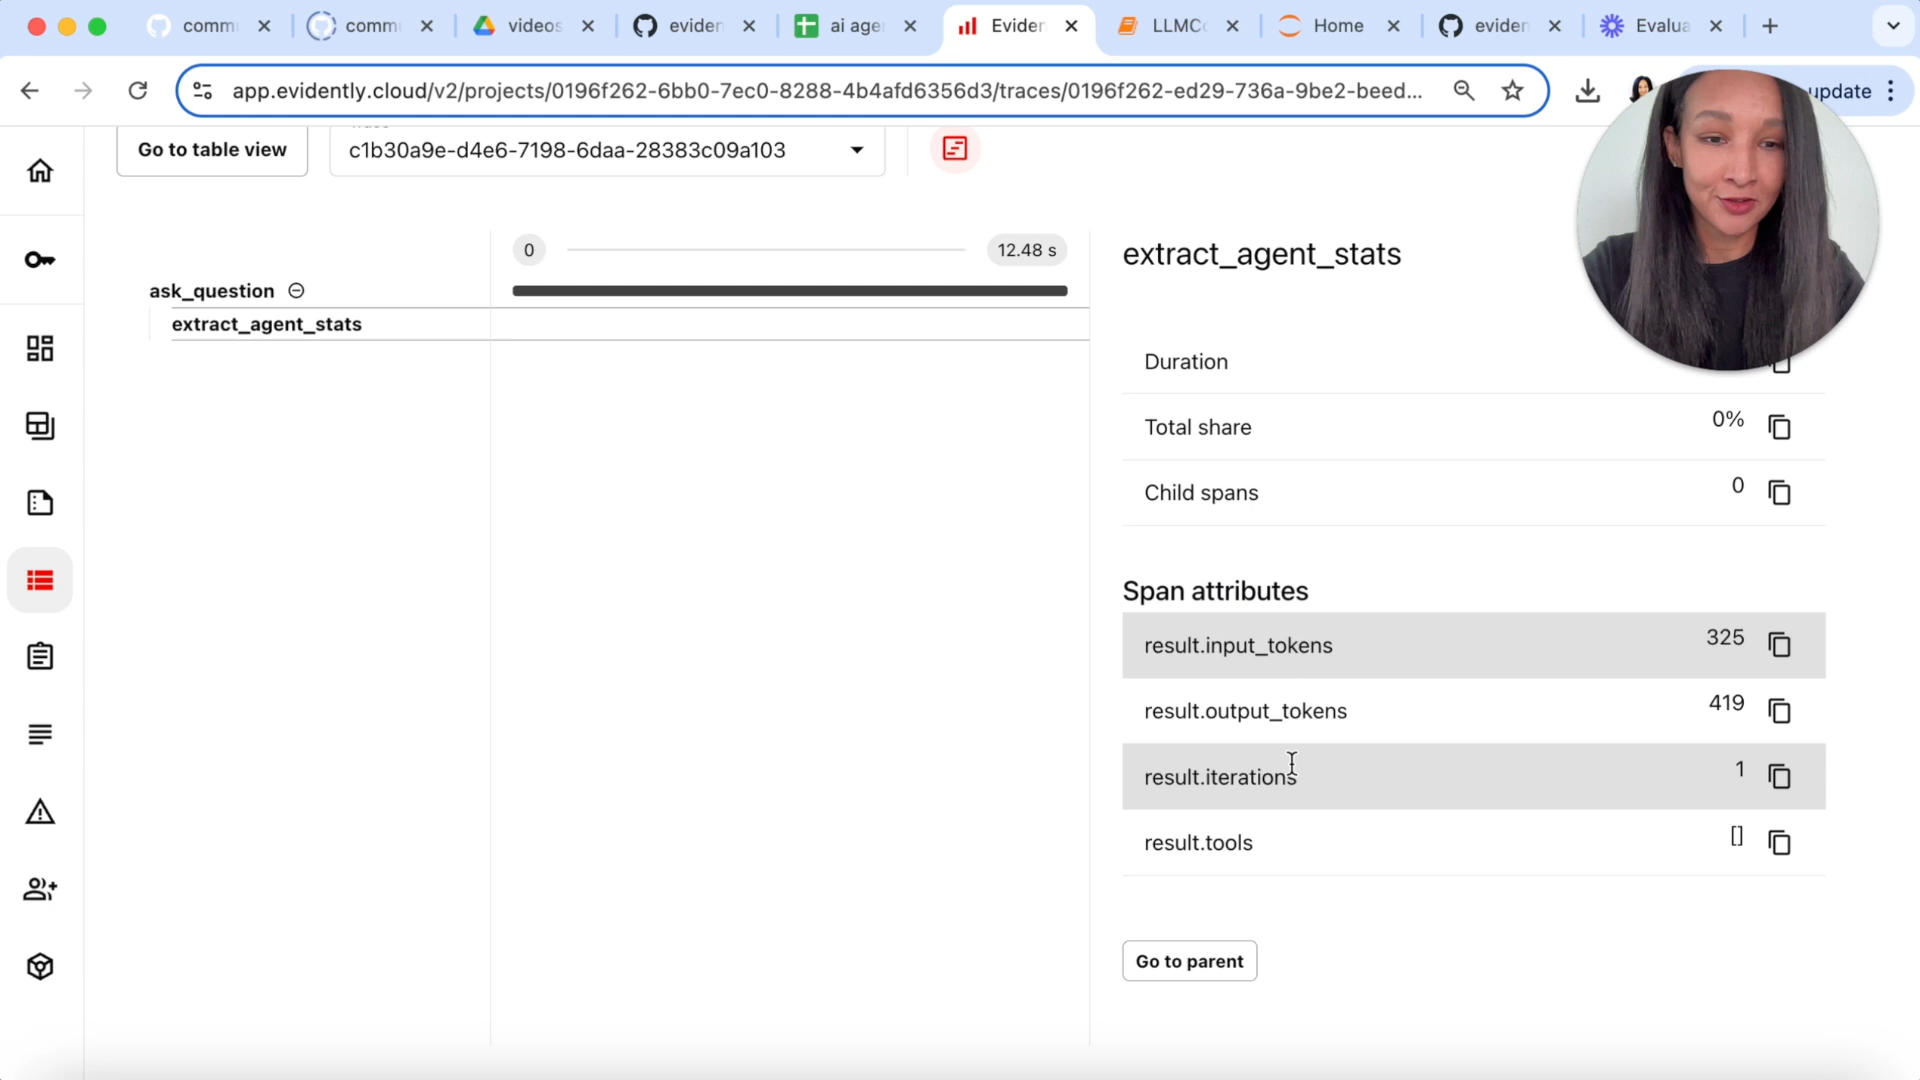 comm
comm
videos
eviden
ai age
Eviden
LLMC
Home
eviden
Evalua
app.evidently.cloud/v2/projects/0196f262-6bb0-7ec0-8288-4b4afd6356d3/traces/0196f262-ed29-736a-9be2-beed...
update
Go to table view
c1b30a9e-d4e6-7198-6daa-28383c09a103
0
12.48 s
ask_question
extract_agent_stats
extract_agent_stats
Duration
Total share
0%
Child spans
0
Span attributes
result.input_tokens
325
result.output_tokens
419
result.iterations
1
result.tools
[]
Go to parent